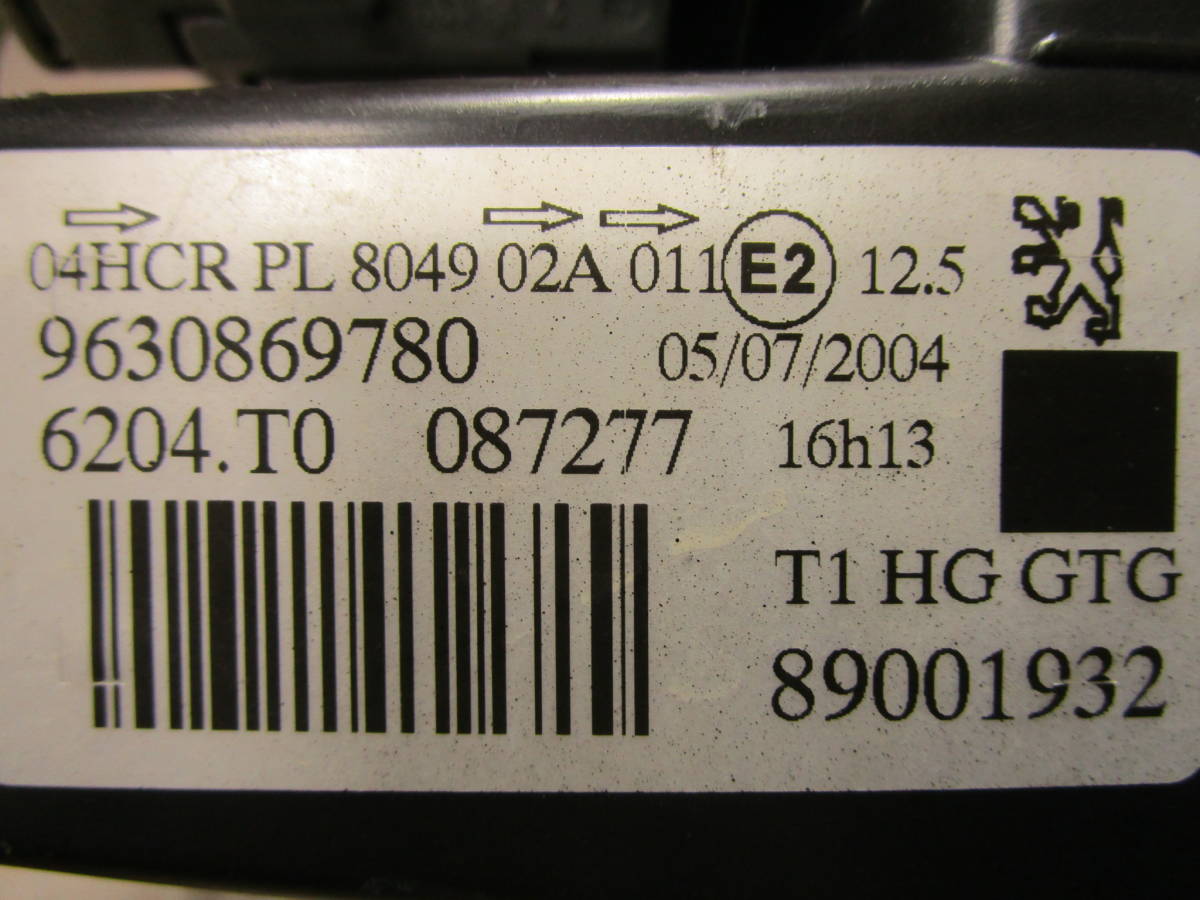 04HCR PL 8049 02A 011 E2 12.5
9630869780 05/07/2004
6204.T0 087277 16h13
T1 HG GTG
89001932